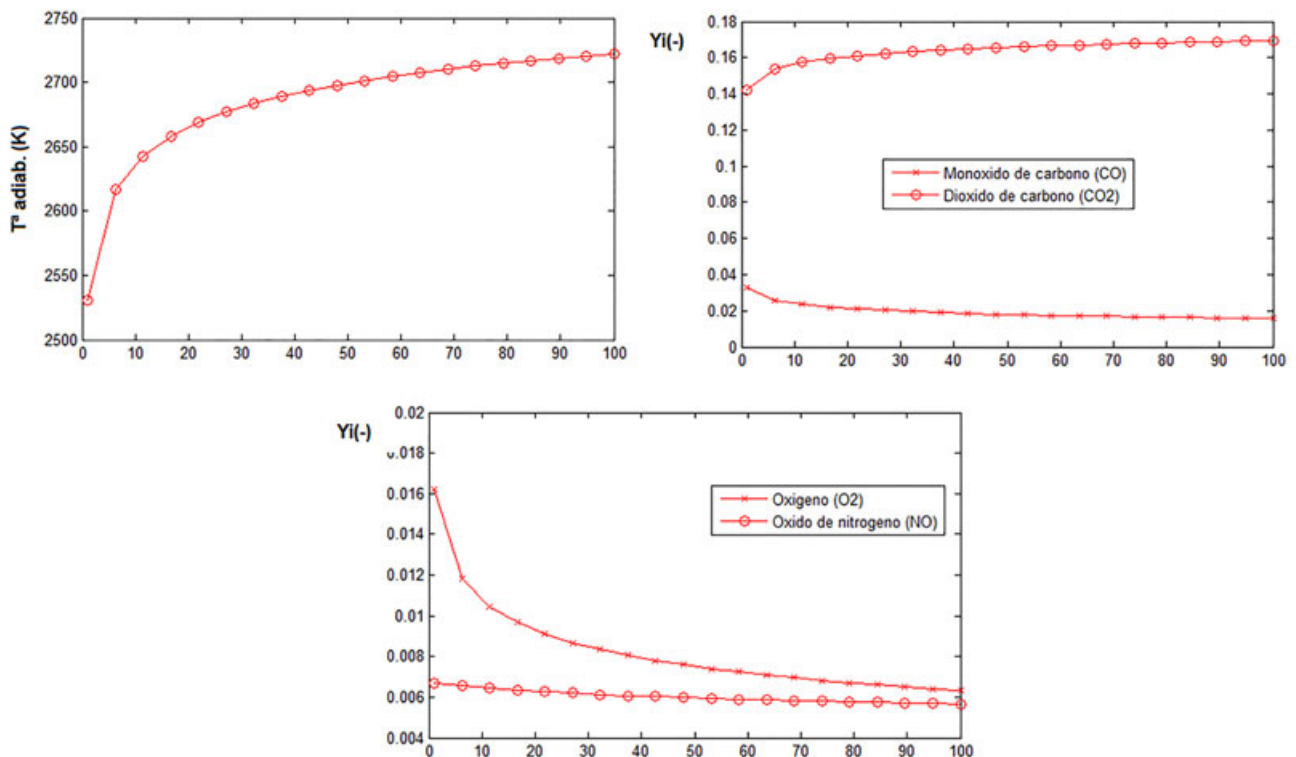 2750
2700
2650
2600
2550
2500
Tª adiab. (K)
0 10 20 30 40 50 60 70 80 90 100
Yi(-)
0.18
0.16
0.14
0.12
0.1
0.08
0.06
0.04
0.02
0
Monoxido de carbono (CO)
Dioxido de carbono (CO2)
0 10 20 30 40 50 60 70 80 90 100
Yi(-)
0.02
0.018
0.016
0.014
0.012
0.01
0.008
0.006
0.004
Oxigeno (O2)
Oxido de nitrogeno (NO)
0 10 20 30 40 50 60 70 80 90 100